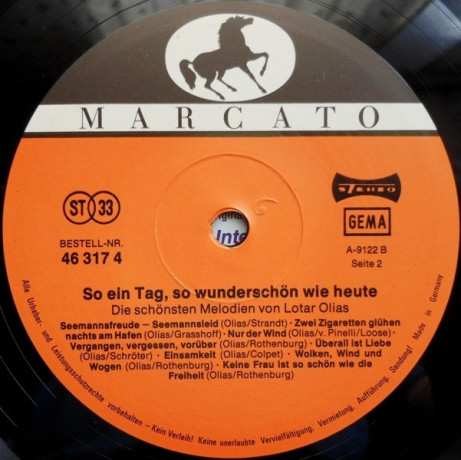 MARCATO
ST 33
STEREO
BESTELL-NR.
46 317 4
GEMA
A-9122 B
Seite 2
Inte
So ein Tag, so wunderschön wie heute
Die schönsten Melodien von Lotar Olias
Seemannsfreude – Seemannsleid (Olias/Strandt) · Zwei Zigaretten glühen
nachts am Hafen (Olias/Grasshoff) · Nur der Wind (Olias/v. Pinelli/Loose) ·
Vergangen, vergessen, vorüber (Olias/Rothenburg) · Überall ist Liebe
(Olias/Schröter) · Einsamkeit (Olias/Colpet) · Wolken, Wind und
Wogen (Olias/Rothenburg) · Keine Frau ist so schön wie die
Freiheit (Olias/Rothenburg)
Alle Urheber- und Leistungsschutzrechte vorbehalten – Kein Verleih! Keine unerlaubte Vervielfältigung, Vermietung, Aufführung, Sendung! Made in Germany